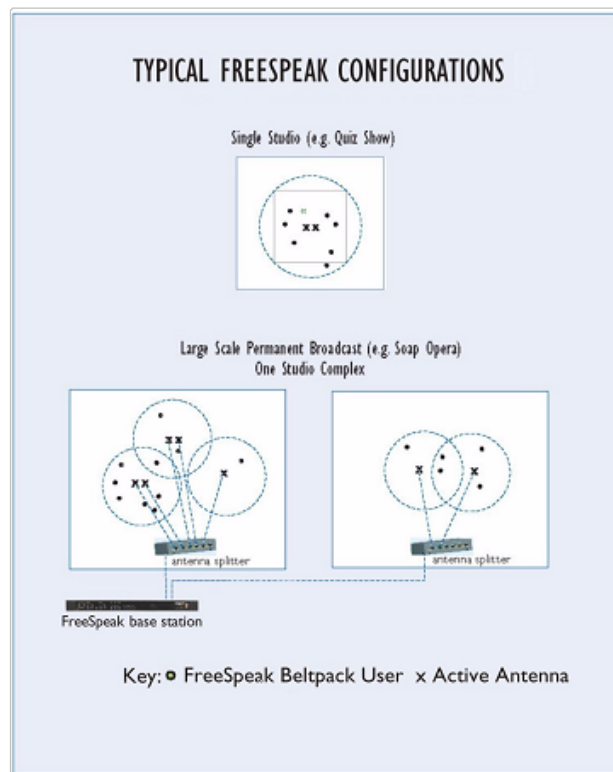 TYPICAL FREESPEAK CONFIGURATIONS
Single Studio (e.g. Quiz Show)
x x
Large Scale Permanent Broadcast (e.g. Soap Opera)
One Studio Complex
x x
x
x x
x
x
antenna splitter
antenna splitter
FreeSpeak base station
Key: FreeSpeak Beltpack User x Active Antenna